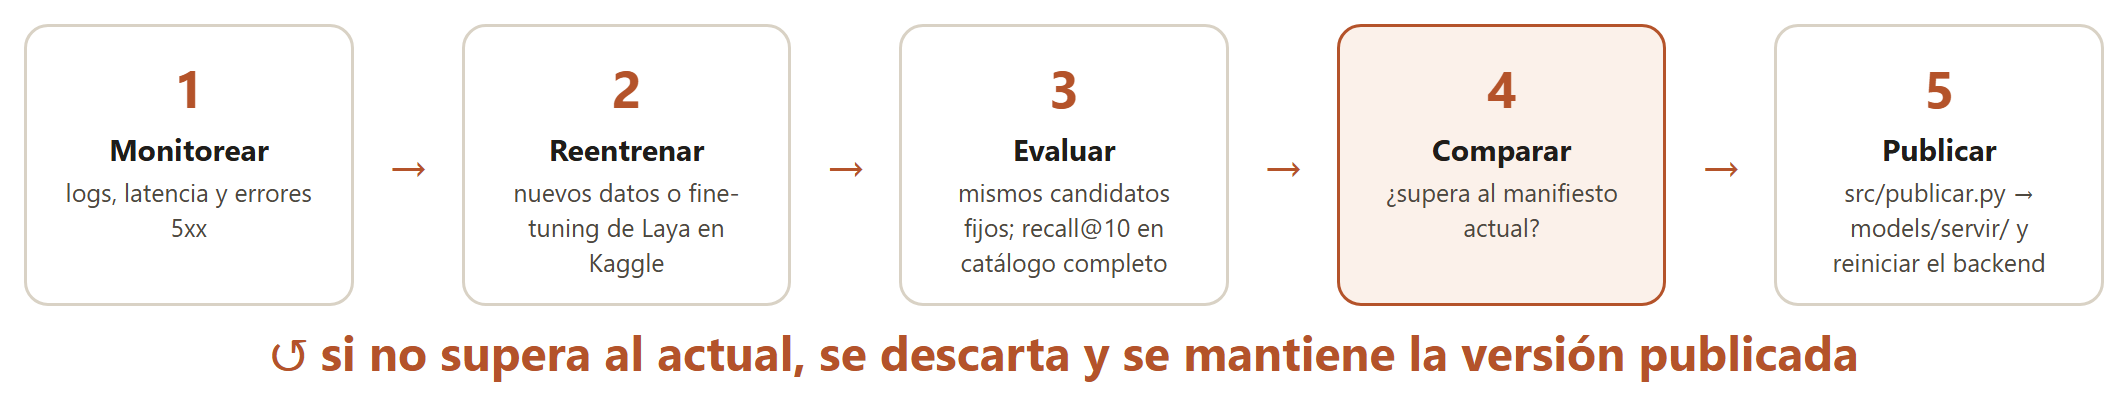 1
Monitorear
logs, latencia y errores
5xx
→
2
Reentrenar
nuevos datos o fine-
tuning de Laya en
Kaggle
→
3
Evaluar
mismos candidatos
fijos; recall@10 en
catálogo completo
→
4
Comparar
¿supera al manifiesto
actual?
→
5
Publicar
src/publicar.py →
models/servir/ y
reiniciar el backend
↺ si no supera al actual, se descarta y se mantiene la versión publicada